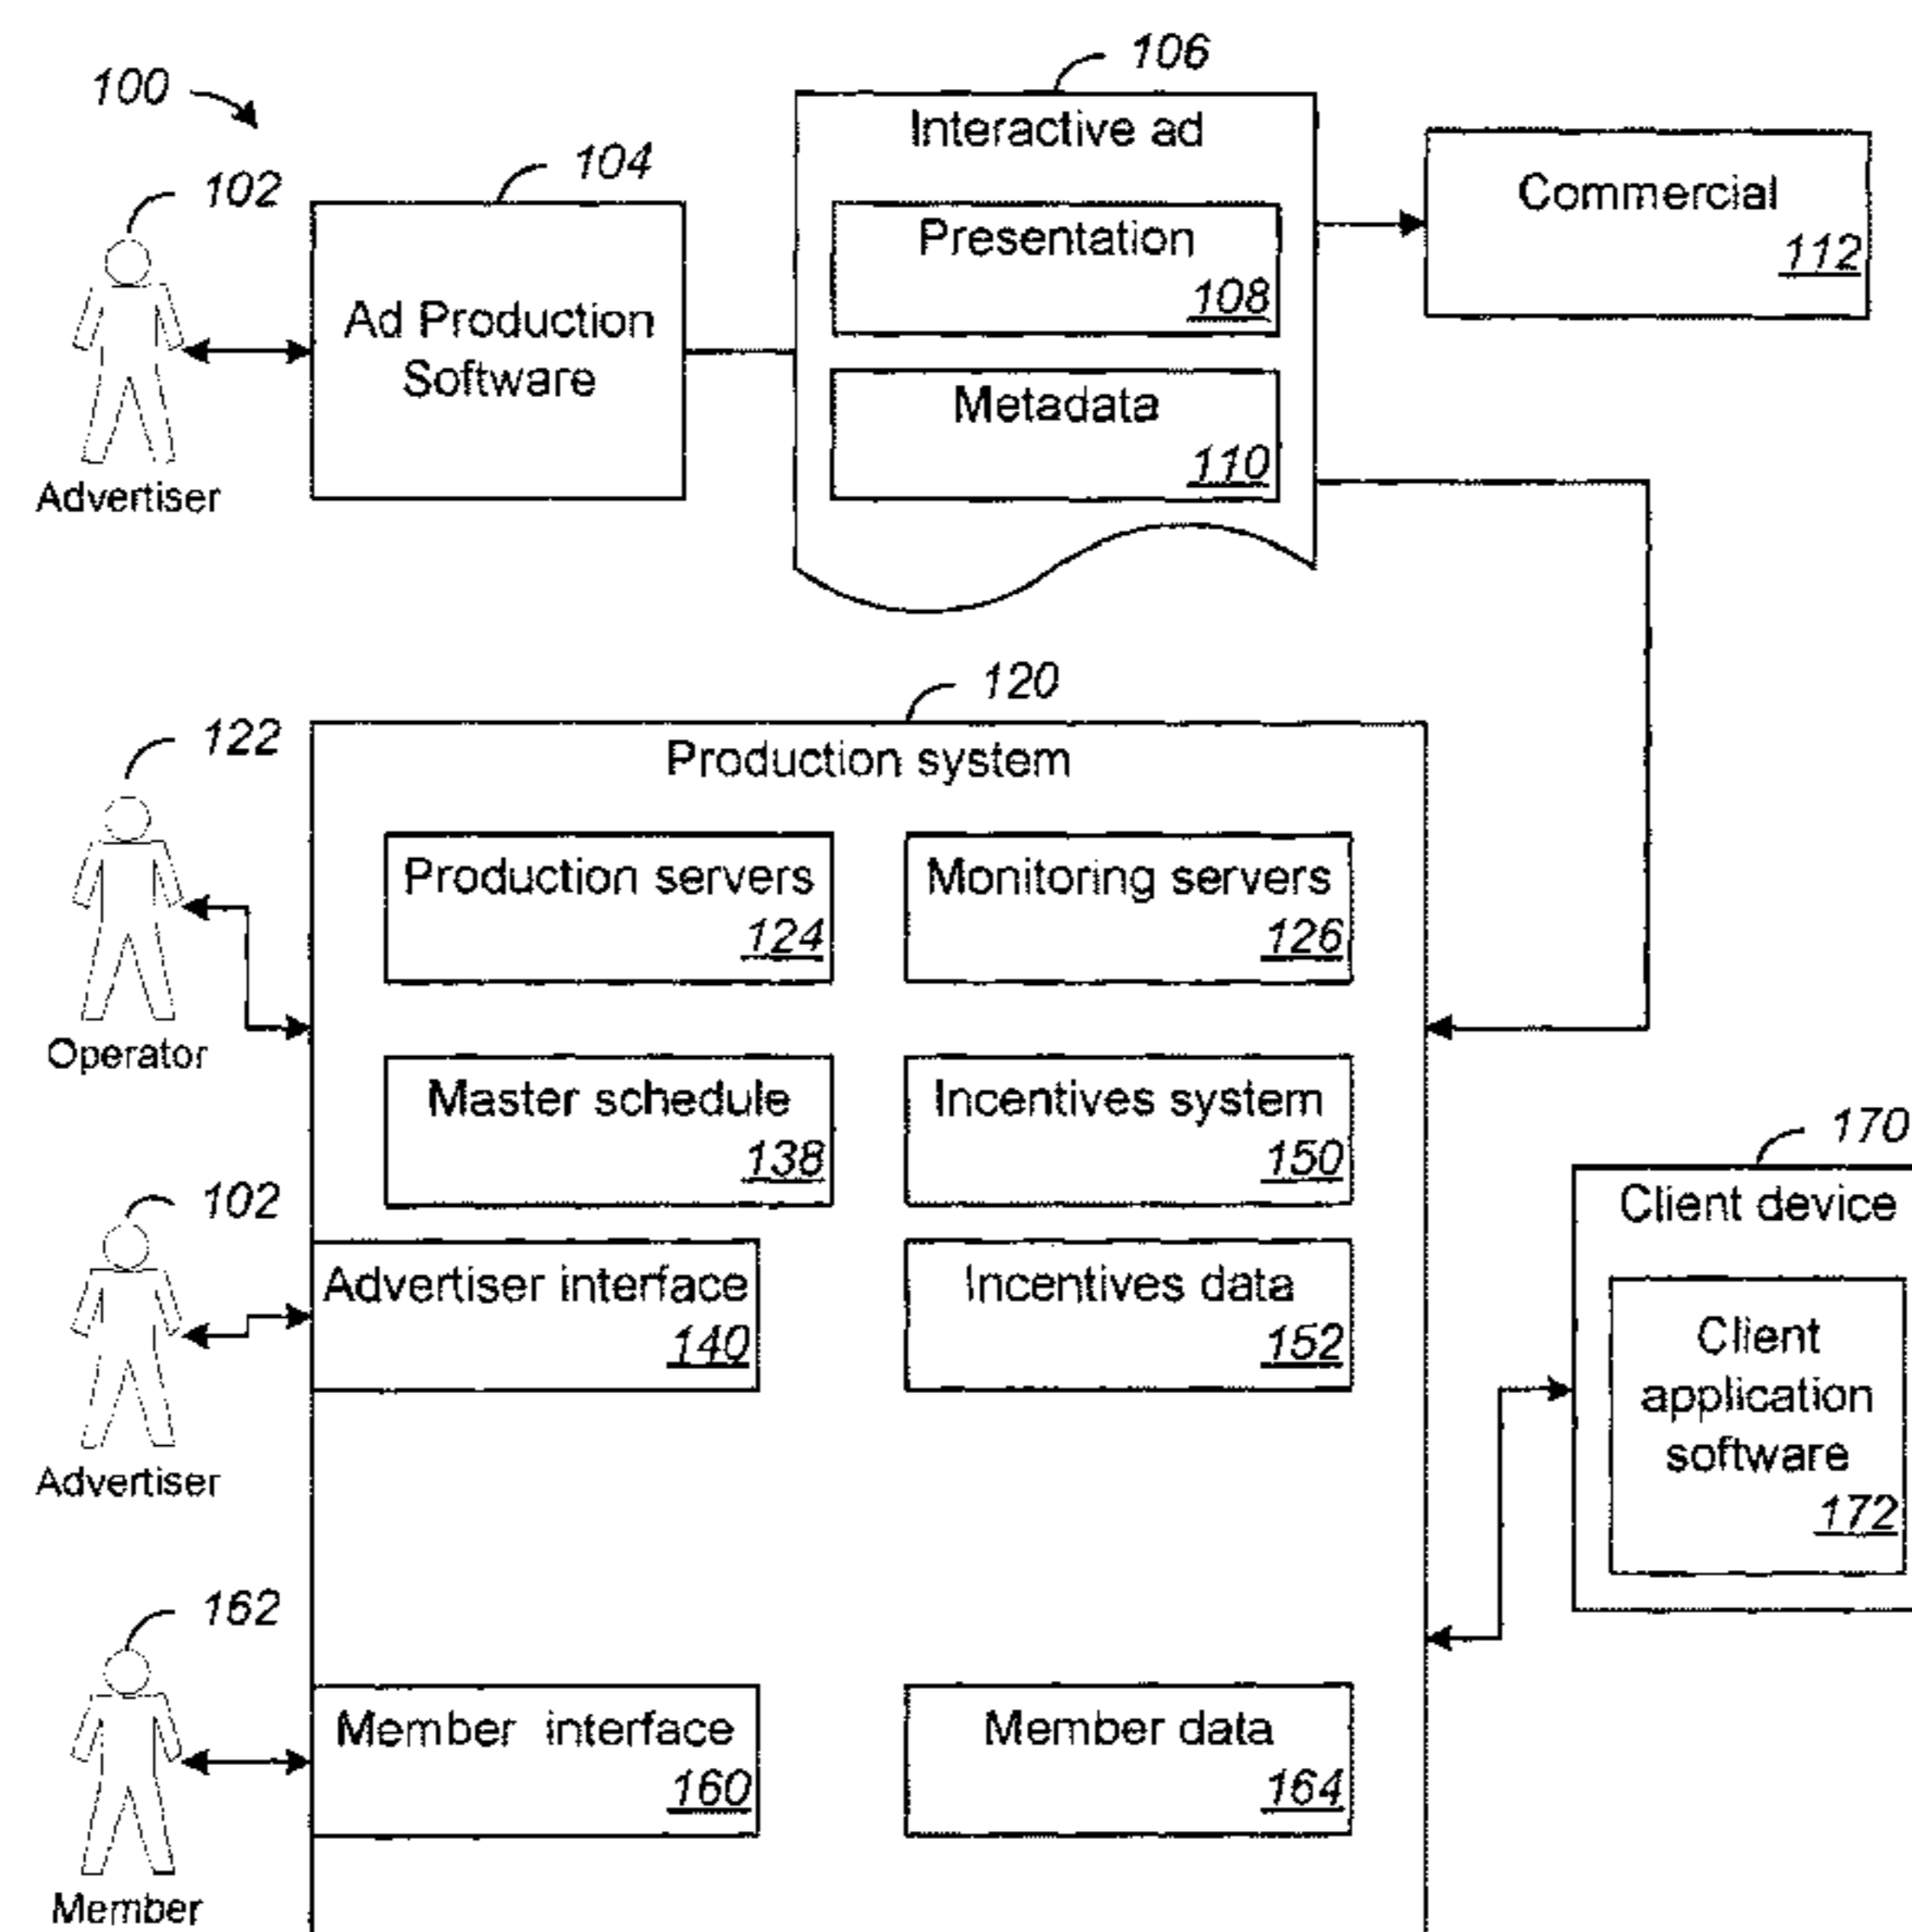 100
106
104
102
Interactive ad
Commercial
112
Presentation
108
Ad Production
Software
Metadata
110
Advertiser
120
122
Production system
Production servers
124
Monitoring servers
126
Operator
Master schedule
138
Incentives system
150
170
Client device
102
Advertiser interface
140
Incentives data
152
Client
application
software
172
Advertiser
162
Member interface
160
Member data
164
Member